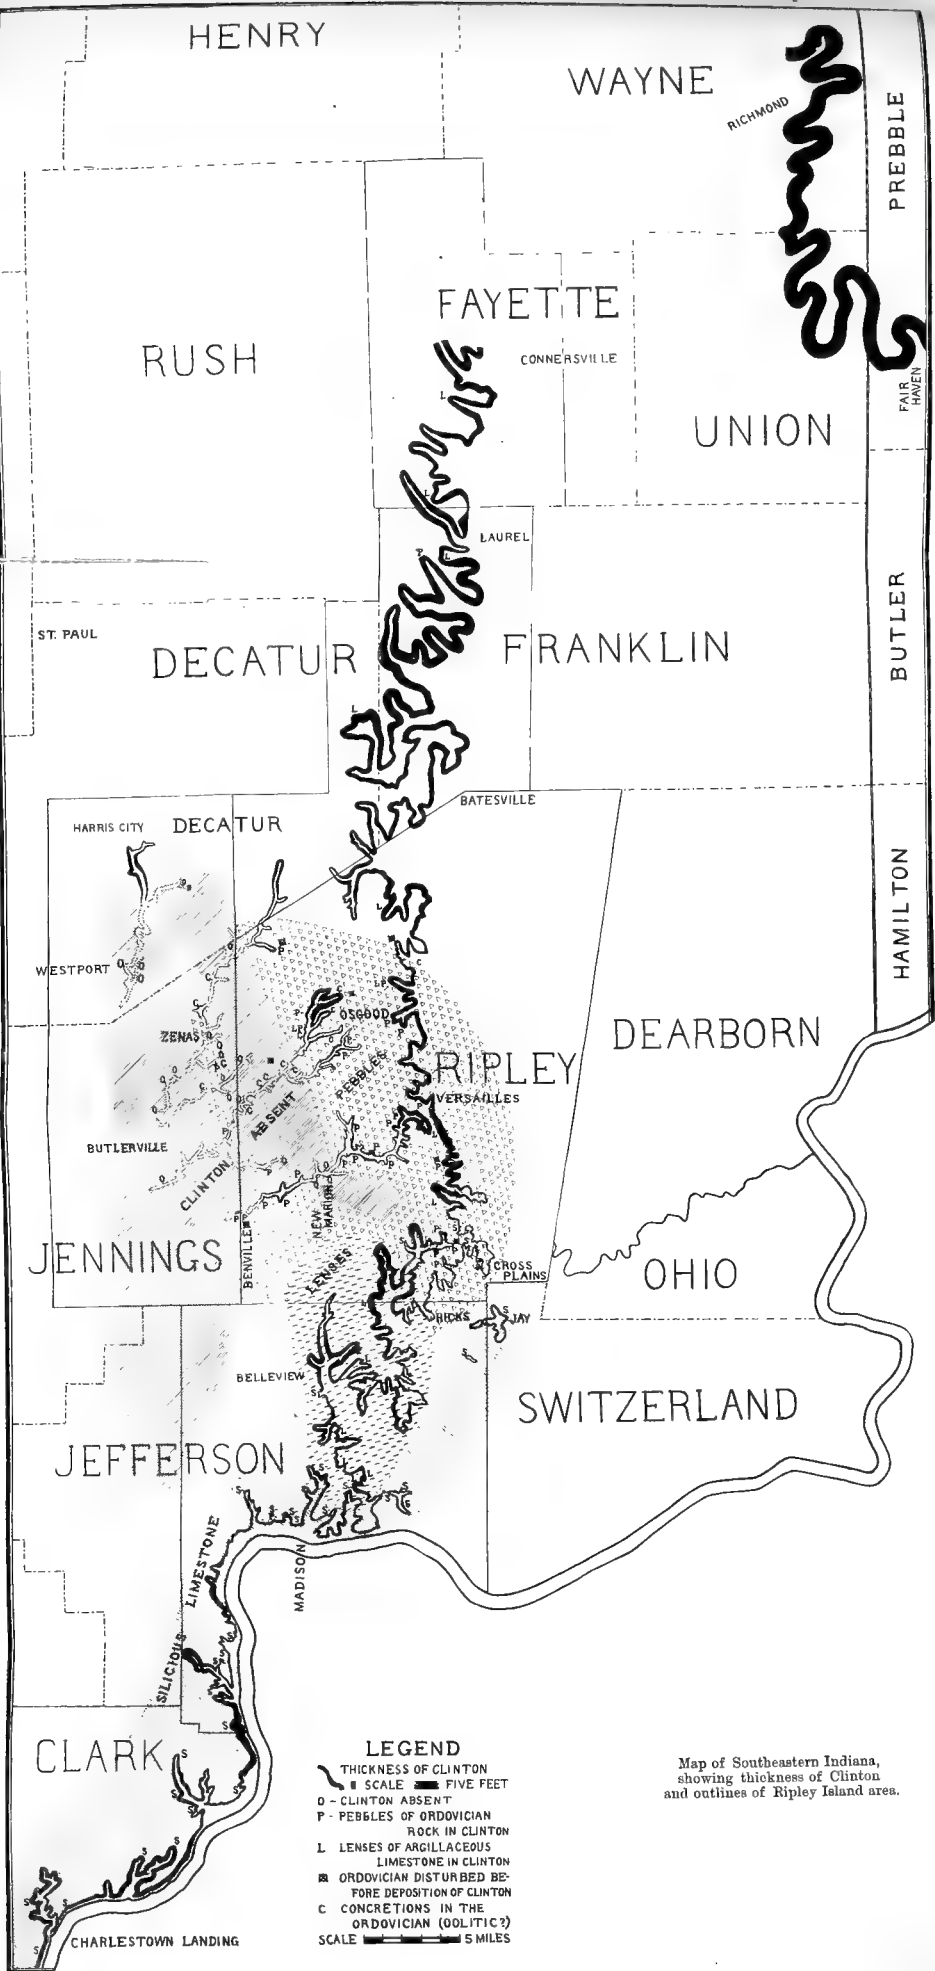 HENRY
WAYNE
RICHMOND
PREBBLE
FAYETTE
RUSH
CONNERSVILLE
FAIR
HAVEN
UNION
L
L
LAUREL
P
L
BUTLER
ST. PAUL
DECATUR
FRANKLIN
L
BATESVILLE
HARRIS CITY
DECATUR
HAMILTON
WESTPORT
OSGOOD
ZENAS
DEARBORN
RIPLEY
PEBBLES
VERSAILLES
ABSENT
BUTLERVILLE
CLINTON
NEW
MARION
JENNINGS
BENVILLE
LENSES
CROSS
PLAINS
OHIO
HICKS
JAY
BELLEVIEW
SWITZERLAND
JEFFERSON
LIMESTONE
MADISON
SILICIOUS
CLARK
LEGEND
THICKNESS OF CLINTON
SCALE FIVE FEET
O - CLINTON ABSENT
P - PEBBLES OF ORDOVICIAN
ROCK IN CLINTON
L LENSES OF ARGILLACEOUS
LIMESTONE IN CLINTON
ORDOVICIAN DISTURBED BE-
FORE DEPOSITION OF CLINTON
C CONCRETIONS IN THE
ORDOVICIAN (OOLITIC?)
SCALE 5 MILES
Map of Southeastern Indiana,
showing thickness of Clinton
and outlines of Ripley Island area.
CHARLESTOWN LANDING